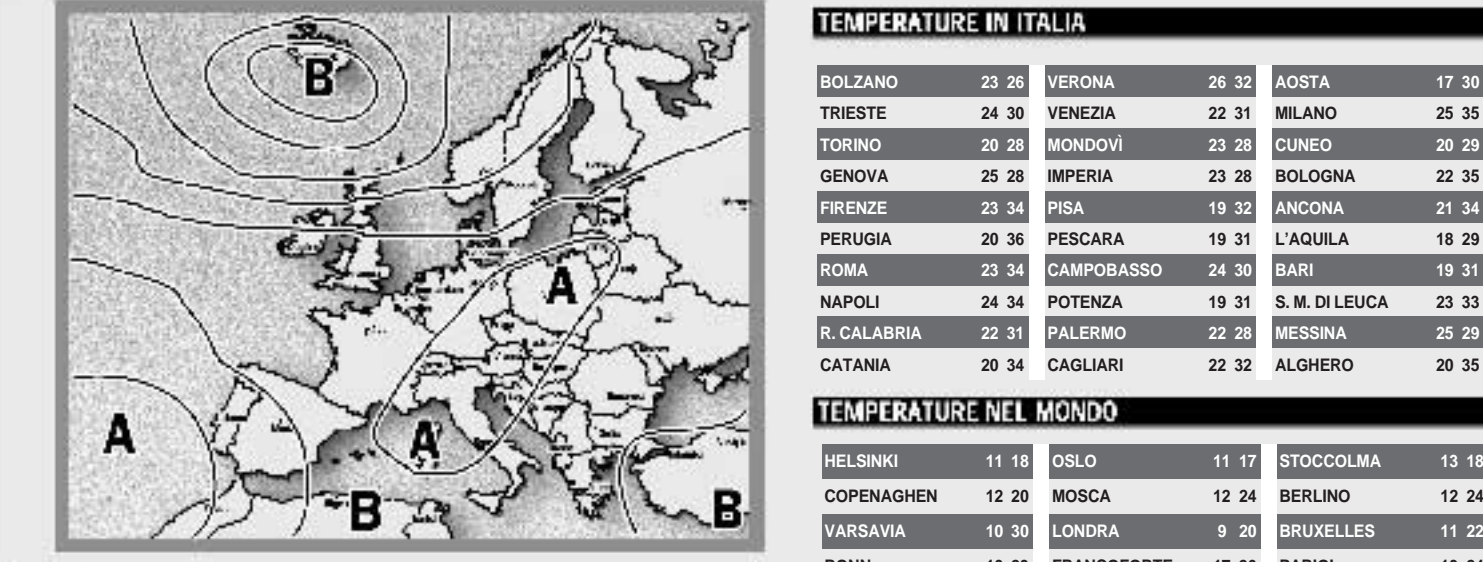 B
A
A
A
B
B
TEMPERATURE IN ITALIA
BOLZANO 23 26 VERONA 26 32 AOSTA 17 30
TRIESTE 24 30 VENEZIA 22 31 MILANO 25 35
TORINO 20 28 MONDOVÌ 23 28 CUNEO 20 29
GENOVA 25 28 IMPERIA 23 28 BOLOGNA 22 35
FIRENZE 23 34 PISA 19 32 ANCONA 21 34
PERUGIA 20 36 PESCARA 19 31 L'AQUILA 18 29
ROMA 23 34 CAMPOBASSO 24 30 BARI 19 31
NAPOLI 24 34 POTENZA 19 31 S. M. DI LEUCA 23 33
R. CALABRIA 22 31 PALERMO 22 28 MESSINA 25 29
CATANIA 20 34 CAGLIARI 22 32 ALGHERO 20 35
TEMPERATURE NEL MONDO
HELSINKI 11 18 OSLO 11 17 STOCCOLMA 13 18
COPENAGHEN 12 20 MOSCA 12 24 BERLINO 12 24
VARSAVIA 10 30 LONDRA 9 20 BRUXELLES 11 22